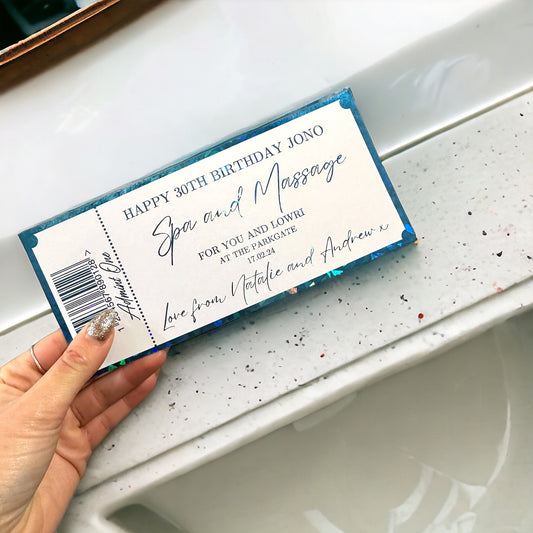 HAPPY 30TH BIRTHDAY JONO
Spa and Massage
FOR YOU AND LOWRI
AT THE PARKGATE
17.02.24
Love from Natalie and Andrew x
Admit One